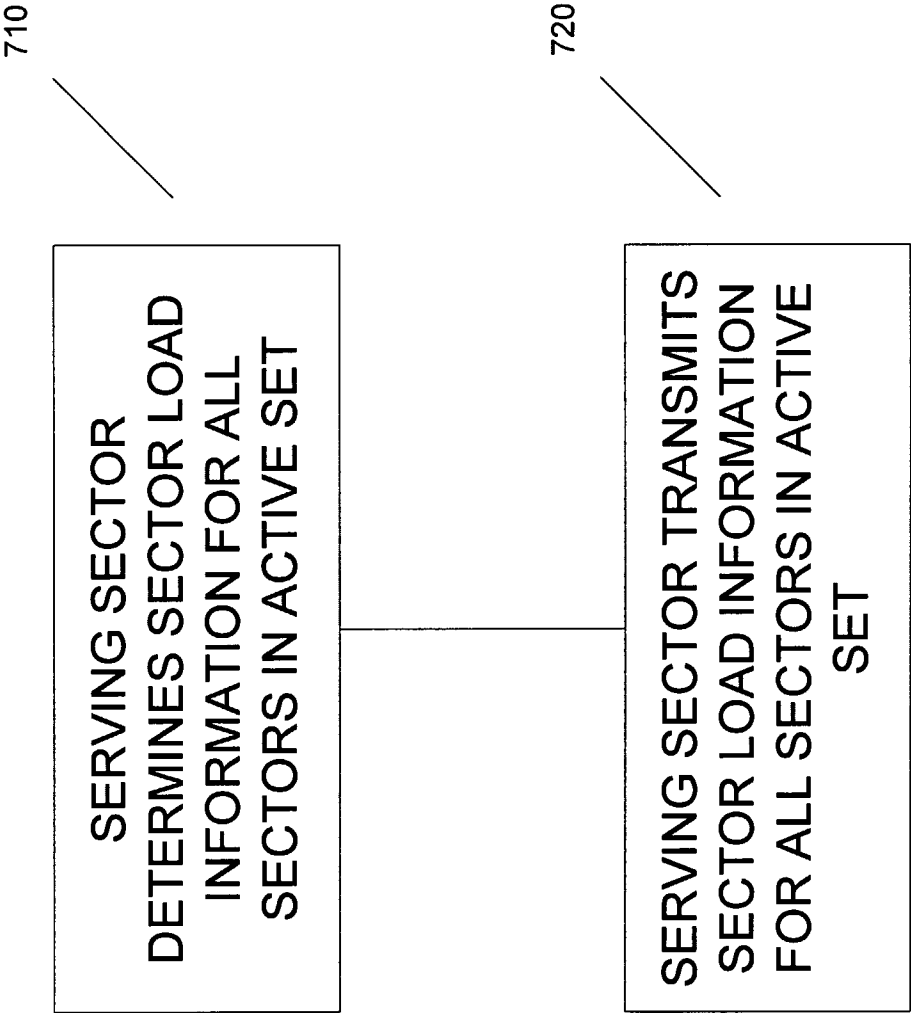 710
SERVING SECTOR
DETERMINES SECTOR LOAD
INFORMATION FOR ALL
SECTORS IN ACTIVE SET
720
SERVING SECTOR TRANSMITS
SECTOR LOAD INFORMATION
FOR ALL SECTORS IN ACTIVE
SET